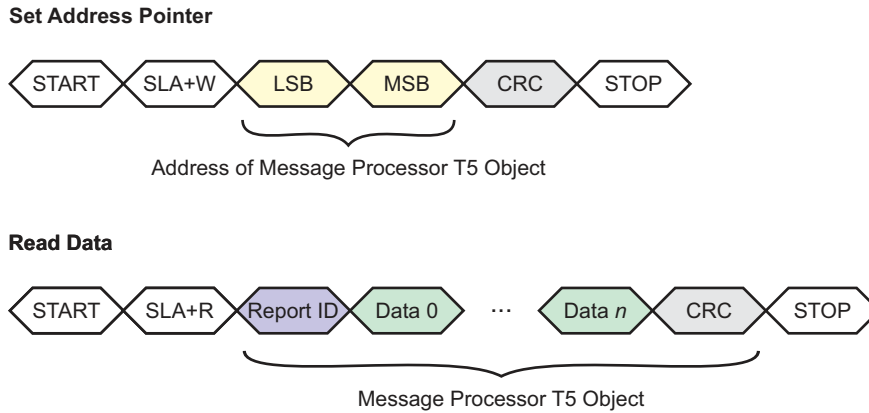 Set Address Pointer
START SLA+W LSB MSB CRC STOP
Address of Message Processor T5 Object
Read Data
START SLA+R Report ID Data 0 ... Data n CRC STOP
Message Processor T5 Object